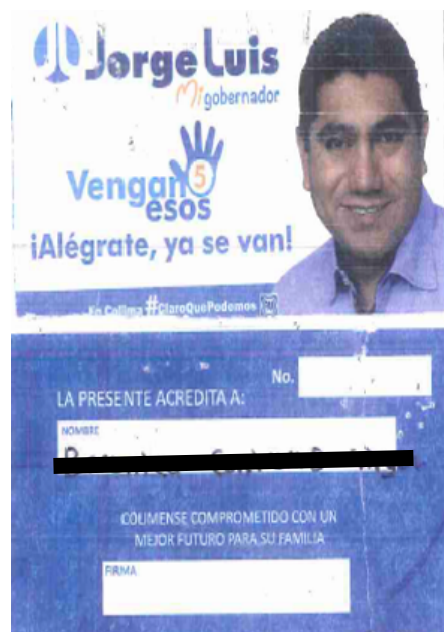 Jorge Luis
Mi gobernador
Vengan
esos
5
¡Alégrate, ya se van!
En Colima #ClaroQuePodemos
No.
LA PRESENTE ACREDITA A:
NOMBRE
COLIMENSE COMPROMETIDO CON UN
MEJOR FUTURO PARA SU FAMILIA
FIRMA